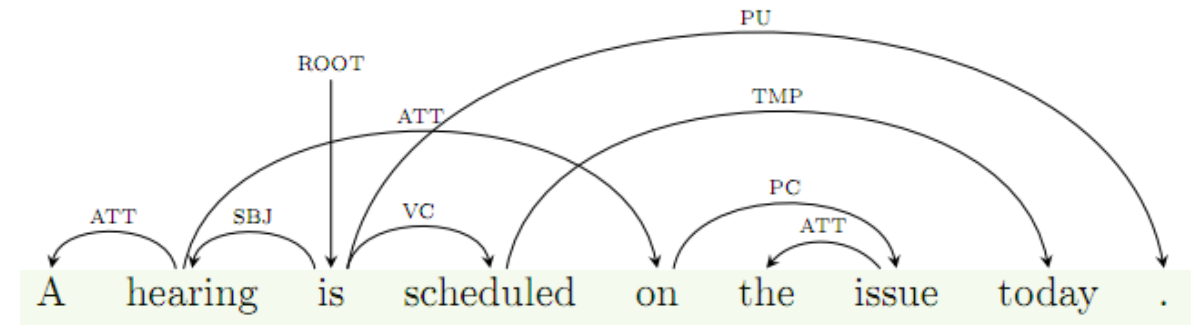 PU
ROOT
TMP
ATT
PC
ATT SBJ VC ATT
A hearing is scheduled on the issue today .